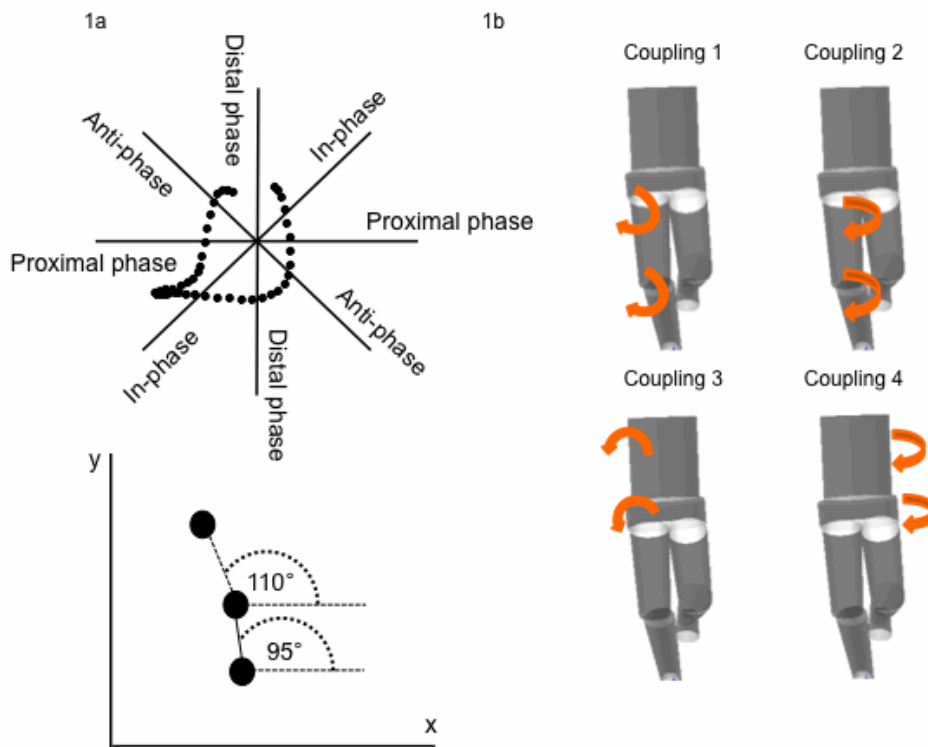 1a
Distal phase
Anti-phase
In-phase
Proximal phase
Proximal phase
In-phase
Distal phase
Anti-phase
y
110°
95°
x
1b
Coupling 1
Coupling 2
Coupling 3
Coupling 4